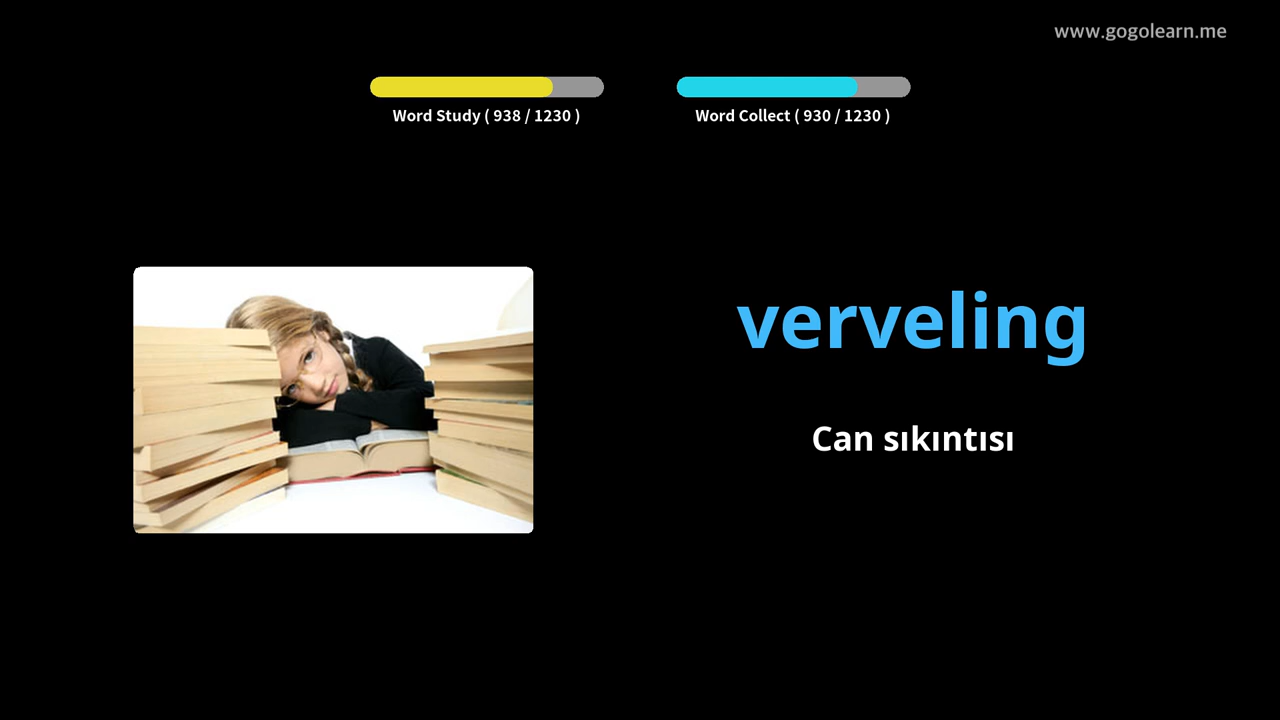 www.gogolearn.me
Word Study ( 938 / 1230 )
Word Collect ( 930 / 1230 )
verveling
Can sıkıntısı